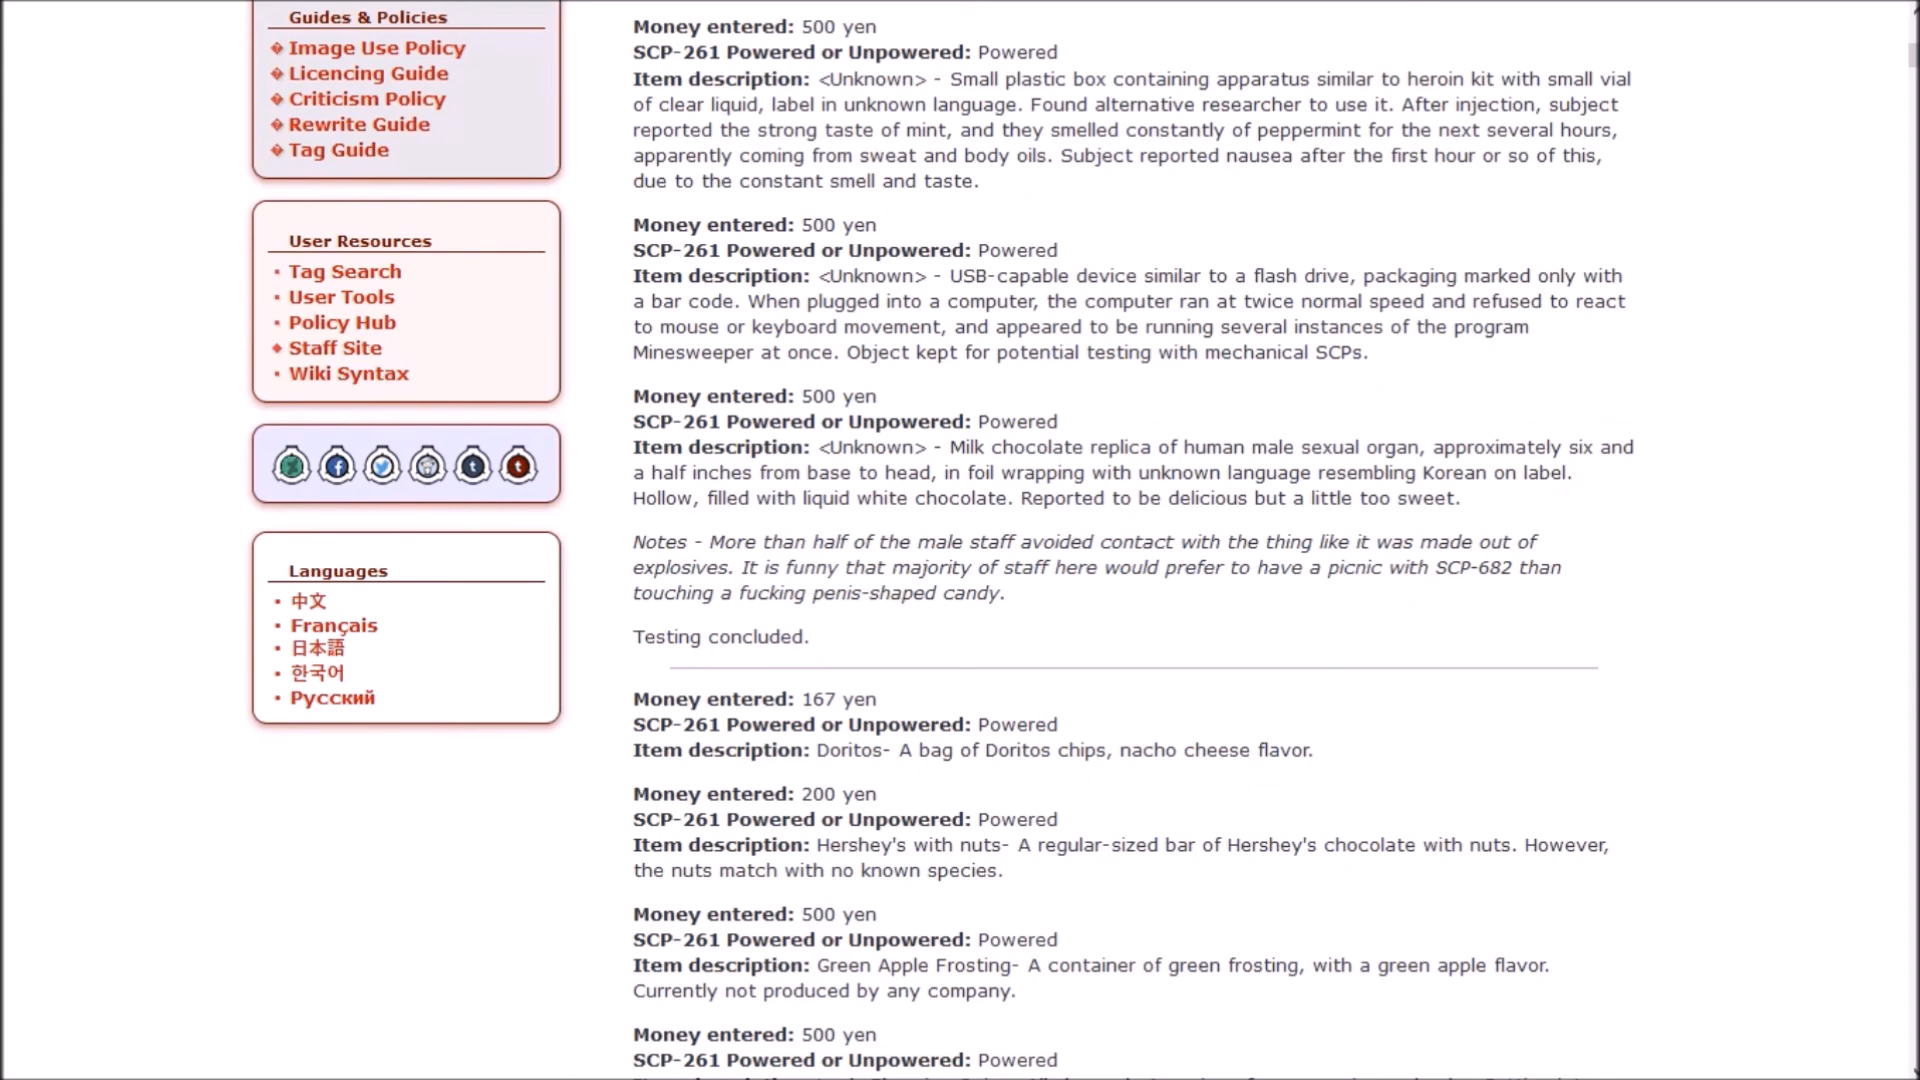 Guides & Policies
Image Use Policy
Licencing Guide
Criticism Policy
Rewrite Guide
Tag Guide
User Resources
Tag Search
User Tools
Policy Hub
Staff Site
Wiki Syntax
Languages
中文
Français
日本語
한국어
Русский
Money entered: 500 yen
SCP-261 Powered or Unpowered: Powered
Item description: <Unknown> - Small plastic box containing apparatus similar to heroin kit with small vial
of clear liquid, label in unknown language. Found alternative researcher to use it. After injection, subject
reported the strong taste of mint, and they smelled constantly of peppermint for the next several hours,
apparently coming from sweat and body oils. Subject reported nausea after the first hour or so of this,
due to the constant smell and taste.
Money entered: 500 yen
SCP-261 Powered or Unpowered: Powered
Item description: <Unknown> - USB-capable device similar to a flash drive, packaging marked only with
a bar code. When plugged into a computer, the computer ran at twice normal speed and refused to react
to mouse or keyboard movement, and appeared to be running several instances of the program
Minesweeper at once. Object kept for potential testing with mechanical SCPs.
Money entered: 500 yen
SCP-261 Powered or Unpowered: Powered
Item description: <Unknown> - Milk chocolate replica of human male sexual organ, approximately six and
a half inches from base to head, in foil wrapping with unknown language resembling Korean on label.
Hollow, filled with liquid white chocolate. Reported to be delicious but a little too sweet.
Notes - More than half of the male staff avoided contact with the thing like it was made out of
explosives. It is funny that majority of staff here would prefer to have a picnic with SCP-682 than
touching a fucking penis-shaped candy.
Testing concluded.
Money entered: 167 yen
SCP-261 Powered or Unpowered: Powered
Item description: Doritos- A bag of Doritos chips, nacho cheese flavor.
Money entered: 200 yen
SCP-261 Powered or Unpowered: Powered
Item description: Hershey's with nuts- A regular-sized bar of Hershey's chocolate with nuts. However,
the nuts match with no known species.
Money entered: 500 yen
SCP-261 Powered or Unpowered: Powered
Item description: Green Apple Frosting- A container of green frosting, with a green apple flavor.
Currently not produced by any company.
Money entered: 500 yen
SCP-261 Powered or Unpowered: Powered